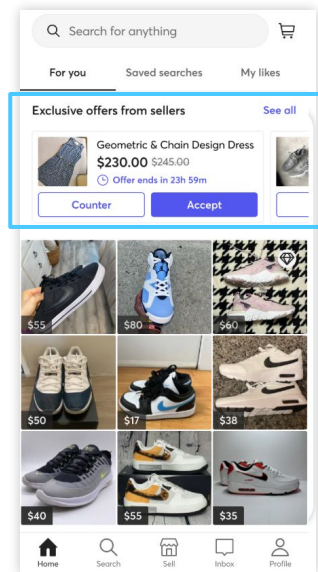 Search for anything
For you Saved searches My likes
Exclusive offers from sellers See all
Geometric & Chain Design Dress
$230.00 $245.00
Offer ends in 23h 59m
Counter Accept
$55 $80 $60
$50 $17 $38
$40 $55 $35
Home Search Sell Inbox Profile